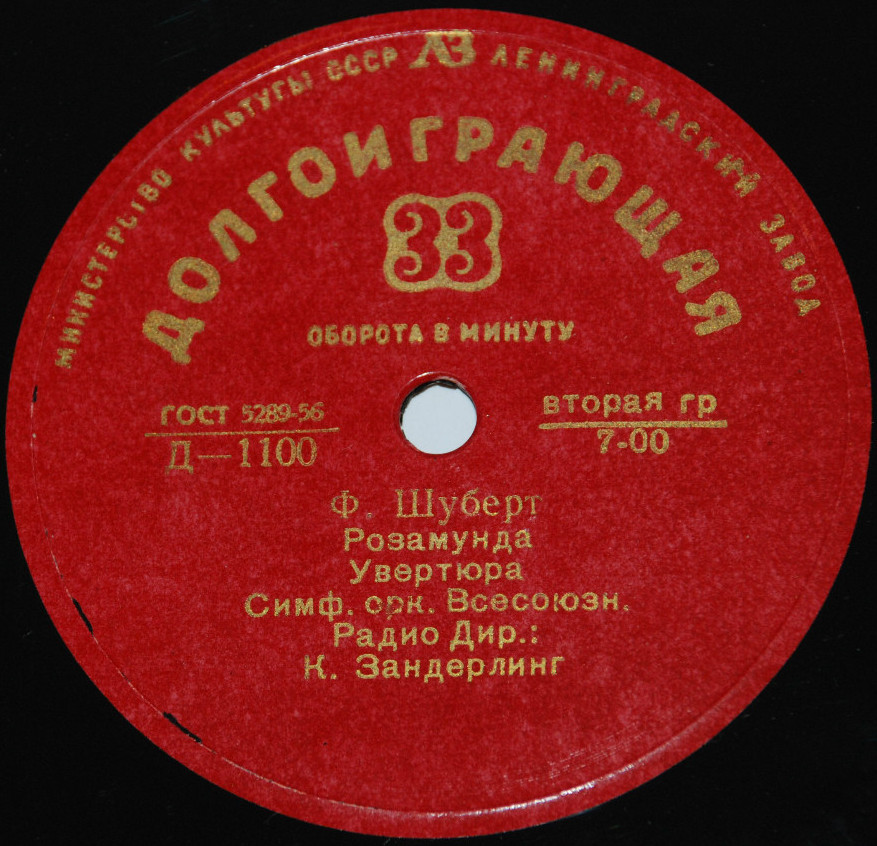 МИНИСТЕРСТВО КУЛЬТУРЫ СССР ЛЗ ЛЕНИНГРАДСКИЙ ЗАВОД
ДОЛГОИГРАЮЩАЯ
33
ОБОРОТА В МИНУТУ
ГОСТ 5289-56
Д—1100
вторая гр
7-00
Ф. Шуберт
Розамунда
Увертюра
Симф. орк. Всесоюзн.
Радио Дир.:
К. Зандерлинг